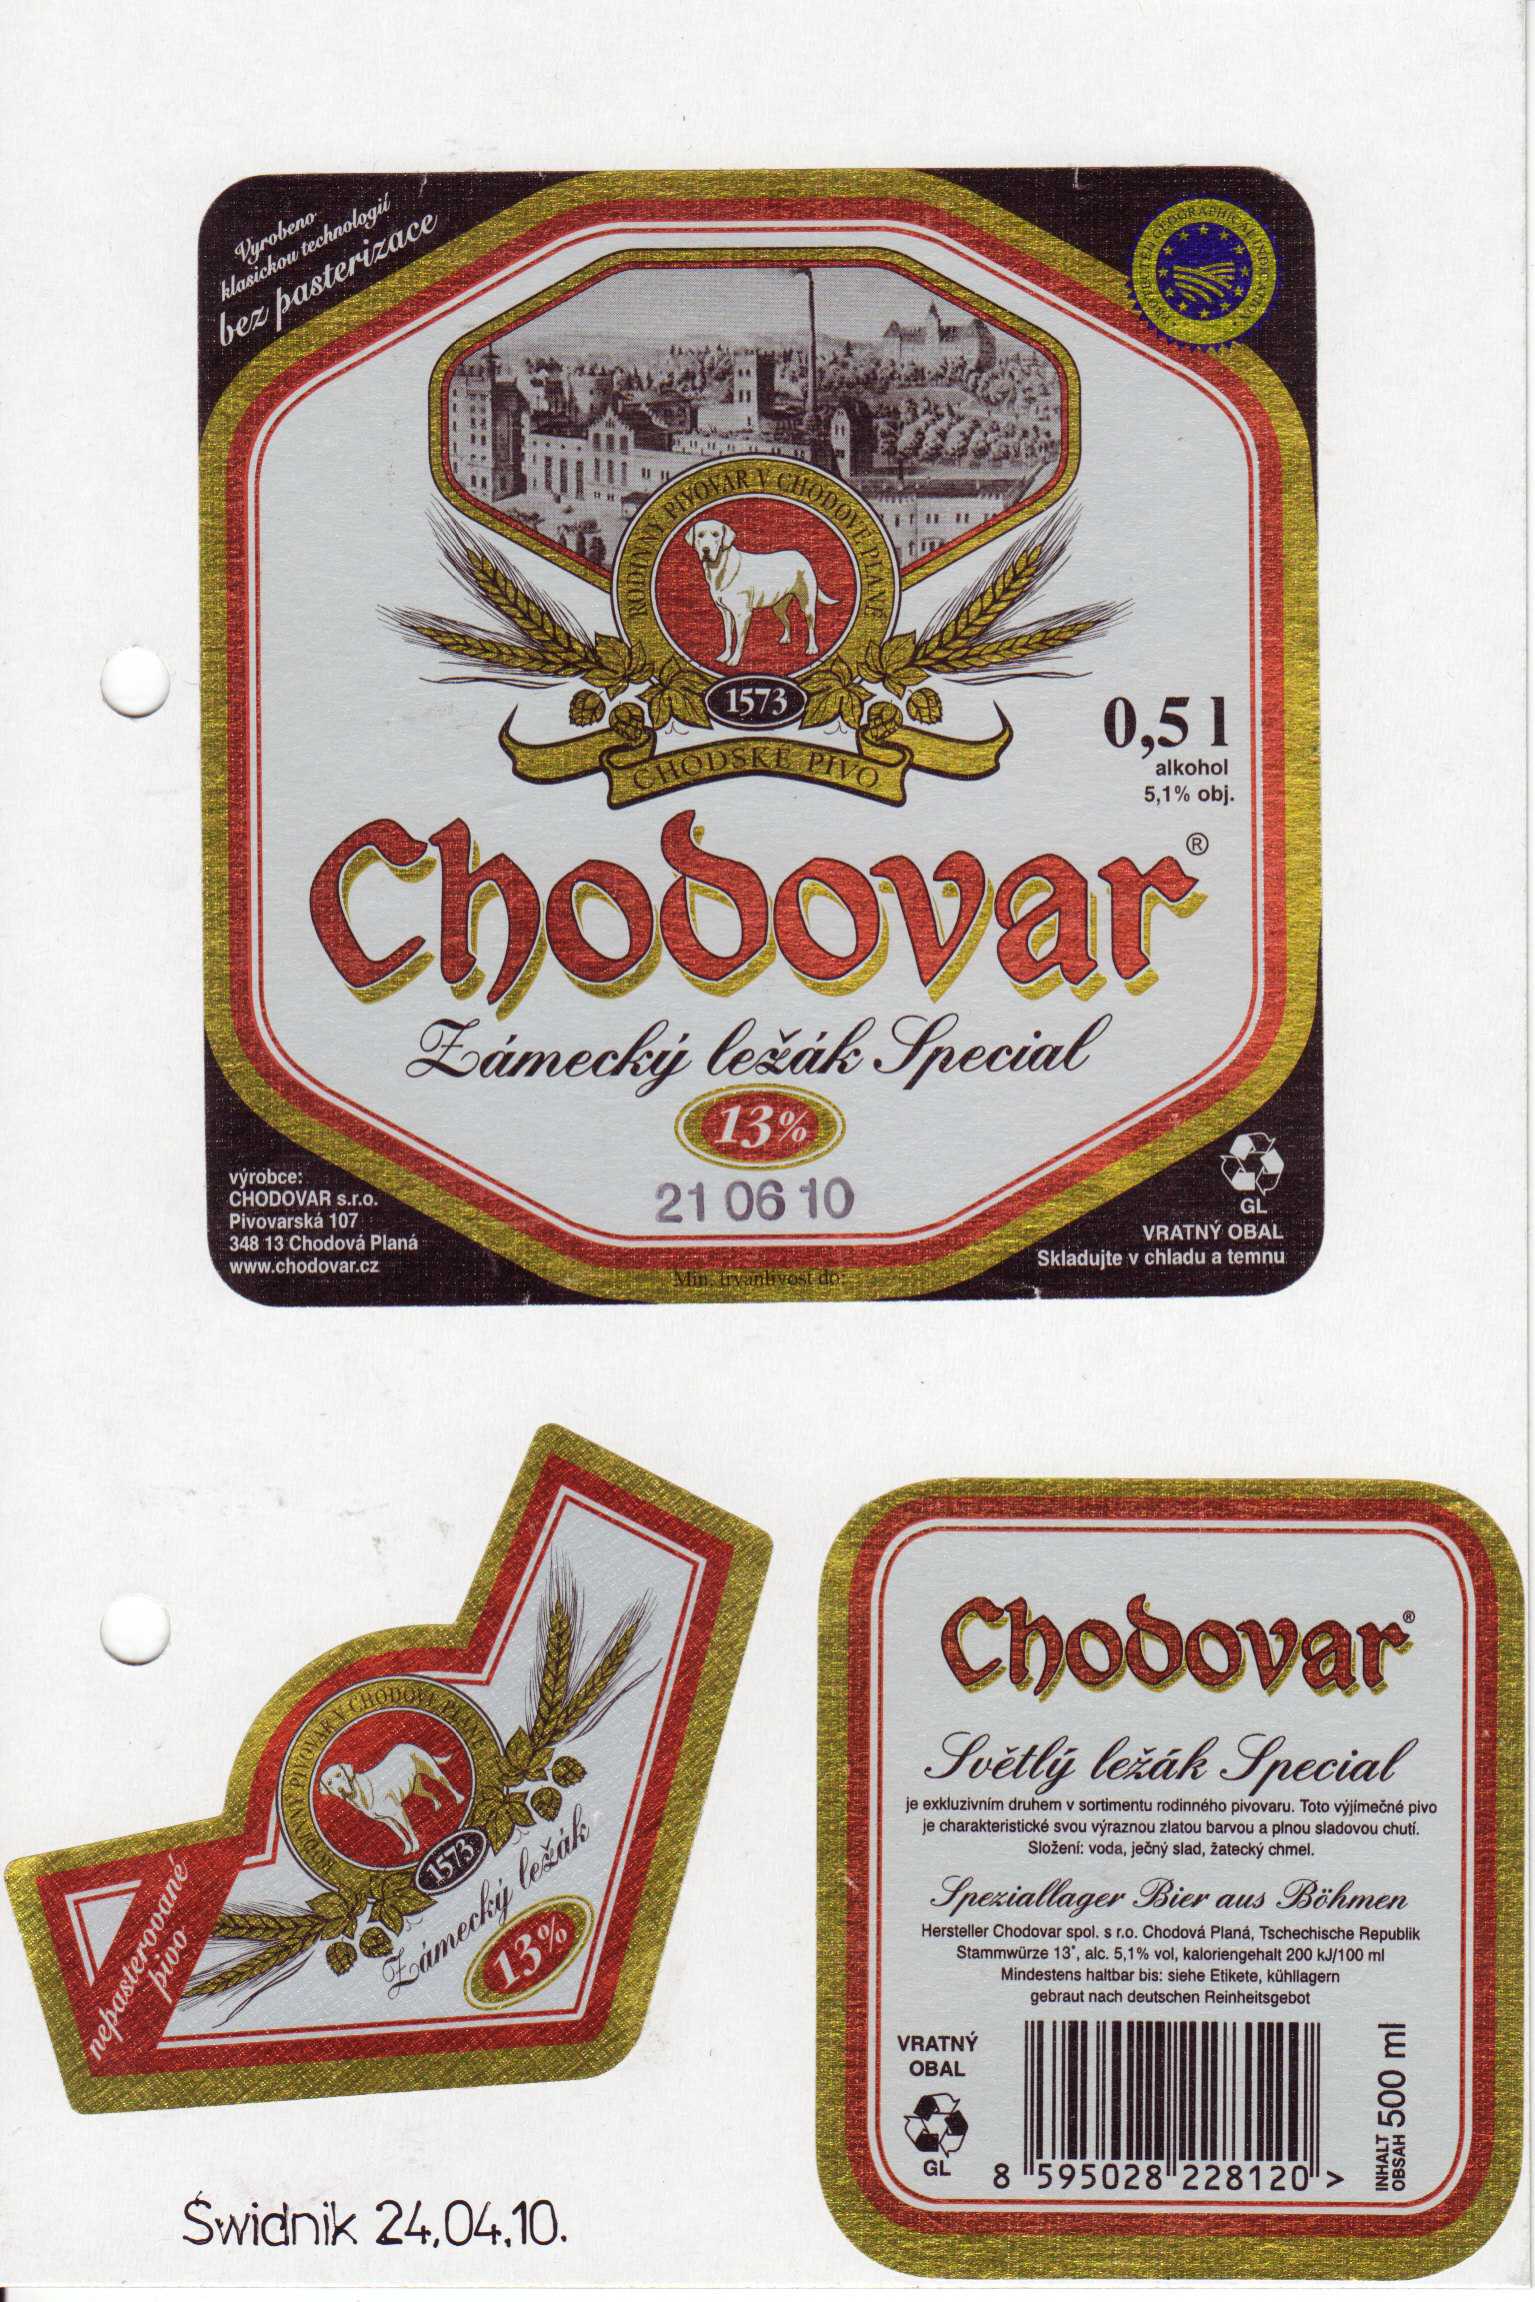 Vyrobeno
klasickou technologií
bez pasterizace
PROTECTED GEOGRAPHICAL INDICATION
RODINNÝ PIVOVAR V CHODOVÉ PLANÉ
1573
CHODSKÉ PIVO
0,5 l
alkohol
5,1% obj.
Chodovar®
Zámecký ležák Special
13%
21 06 10
Min. trvanlivost do:
výrobce:
CHODOVAR s.r.o.
Pivovarská 107
348 13 Chodová Planá
www.chodovar.cz
GL
VRATNÝ OBAL
Skladujte v chladu a temnu
RODINNÝ PIVOVAR V CHODOVÉ PLANÉ
1573
Zámecký ležák
13%
nepasterované
pivo
Chodovar®
Světlý ležák Special
je exkluzivním druhem v sortimentu rodinného pivovaru. Toto výjímečné pivo
je charakteristické svou výraznou zlatou barvou a plnou sladovou chutí.
Složení: voda, ječný slad, žatecký chmel.
Speziallager Bier aus Böhmen
Hersteller Chodovar spol. s r.o. Chodová Planá, Tschechische Republik
Stammwürze 13°, alc. 5,1% vol, kaloriengehalt 200 kJ/100 ml
Mindestens haltbar bis: siehe Etikete, kühllagern
gebraut nach deutschen Reinheitsgebot
VRATNÝ
OBAL
GL
8 595028 228120 >
INHALT
OBSAH 500 ml
Świdnik 24.04.10.